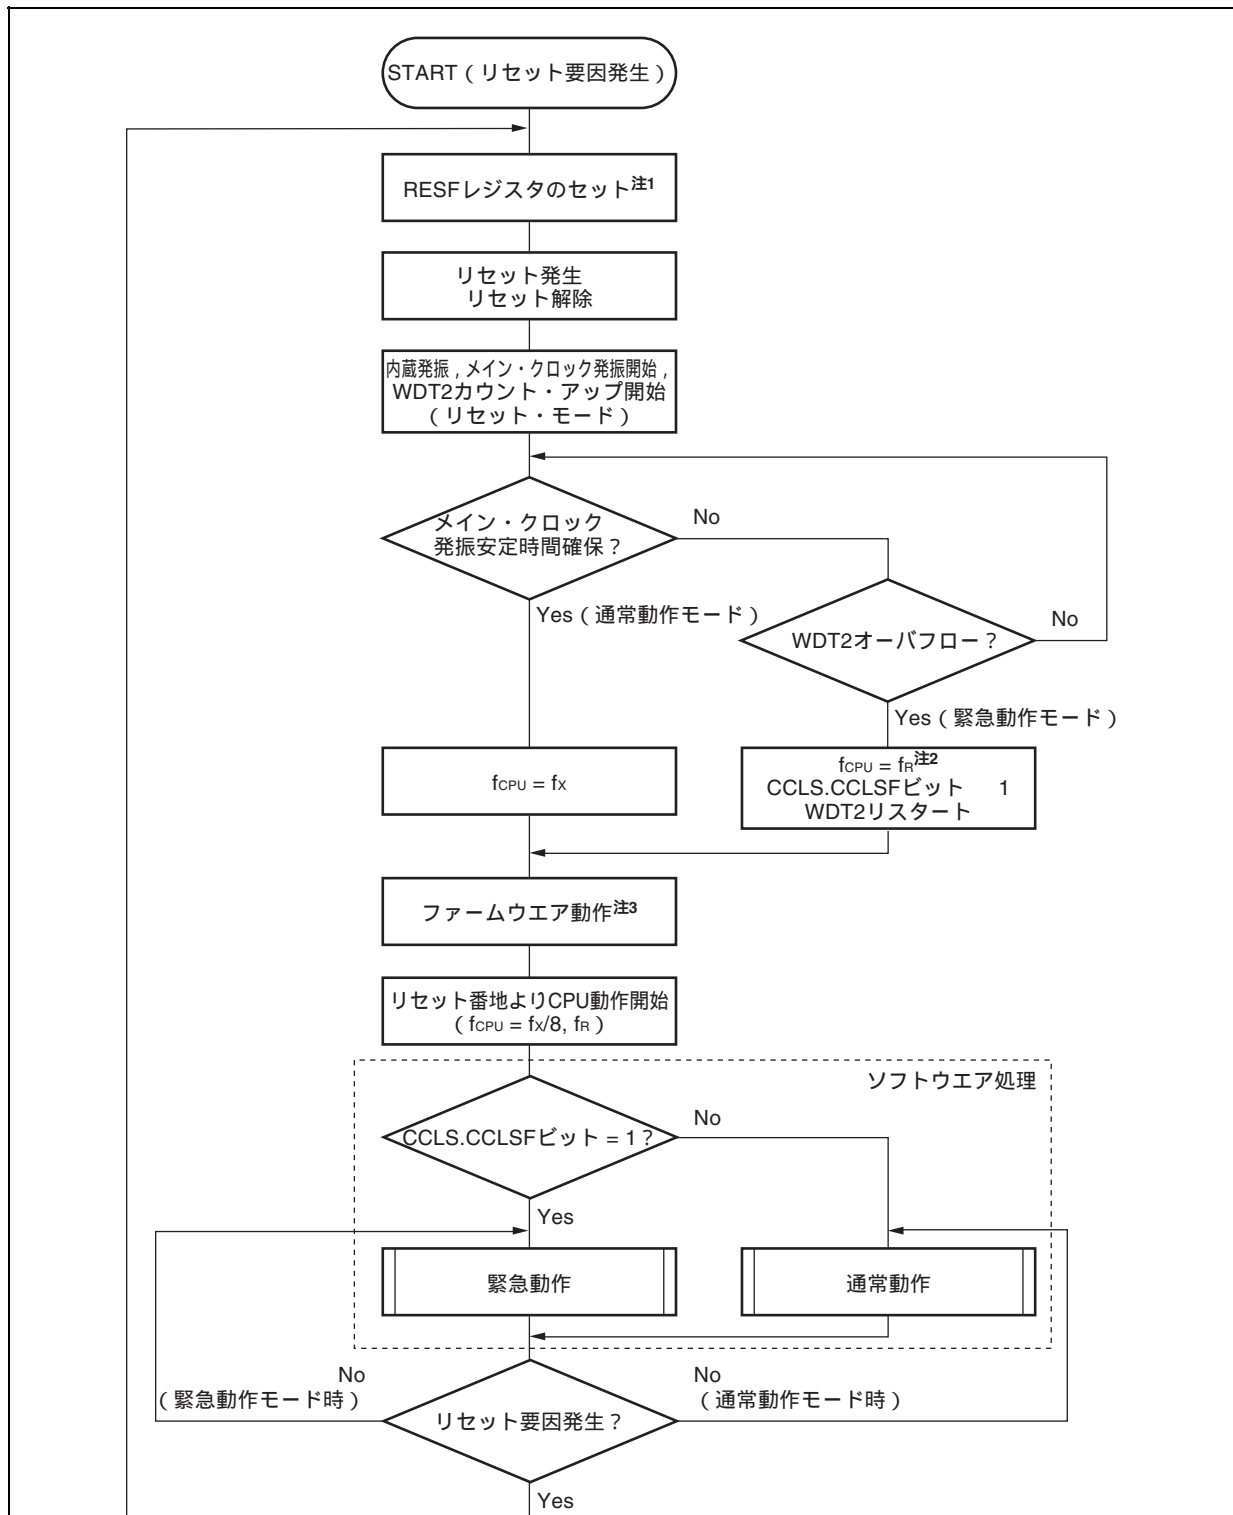 START（リセット要因発生）
RESFレジスタのセット注1
リセット発生
リセット解除
内蔵発振，メイン・クロック発振開始，
WDT2カウント・アップ開始
（リセット・モード）
メイン・クロック
発振安定時間確保？
No
Yes（通常動作モード）
WDT2オーバフロー？
No
Yes（緊急動作モード）
fCPU = fX
fCPU = fR注2
CCLS.CCLSFビット 1
WDT2リスタート
ファームウエア動作注3
リセット番地よりCPU動作開始
（fCPU = fX/8, fR）
ソフトウエア処理
CCLS.CCLSFビット = 1？
No
Yes
緊急動作
通常動作
No
（緊急動作モード時）
No
（通常動作モード時）
リセット要因発生？
Yes